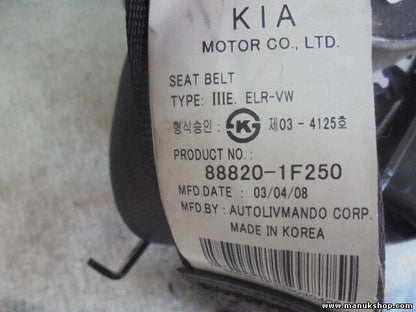 KIA
MOTOR CO., LTD.
SEAT BELT
TYPE: IIIE. ELR-VW
형식승인 : K 제03 - 4125호
PRODUCT NO.:
88820-1F250
MFD.DATE : 03/04/08
MFD.BY : AUTOLIVMANDO CORP.
MADE IN KOREA
www.manukshop.com